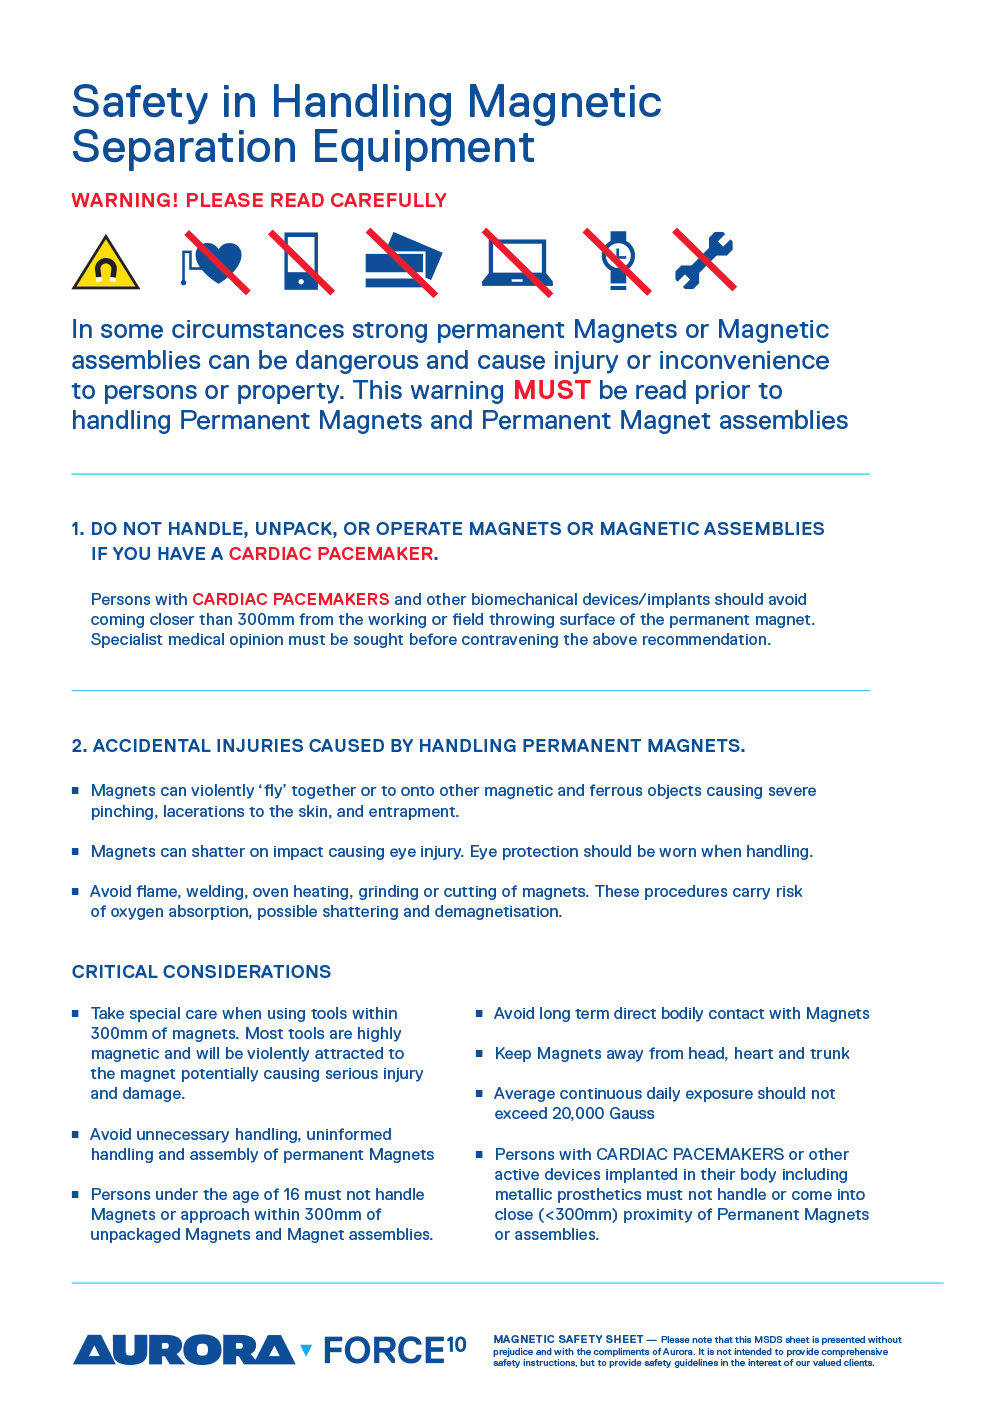 Safety in Handling Magnetic
Separation Equipment
WARNING! PLEASE READ CAREFULLY
In some circumstances strong permanent Magnets or Magnetic
assemblies can be dangerous and cause injury or inconvenience
to persons or property. This warning MUST be read prior to
handling Permanent Magnets and Permanent Magnet assemblies
1. DO NOT HANDLE, UNPACK, OR OPERATE MAGNETS OR MAGNETIC ASSEMBLIES
IF YOU HAVE A CARDIAC PACEMAKER.
Persons with CARDIAC PACEMAKERS and other biomechanical devices/implants should avoid
coming closer than 300mm from the working or field throwing surface of the permanent magnet.
Specialist medical opinion must be sought before contravening the above recommendation.
2. ACCIDENTAL INJURIES CAUSED BY HANDLING PERMANENT MAGNETS.
▪ Magnets can violently ‘fly’ together or to onto other magnetic and ferrous objects causing severe
pinching, lacerations to the skin, and entrapment.
▪ Magnets can shatter on impact causing eye injury. Eye protection should be worn when handling.
▪ Avoid flame, welding, oven heating, grinding or cutting of magnets. These procedures carry risk
of oxygen absorption, possible shattering and demagnetisation.
CRITICAL CONSIDERATIONS
▪ Take special care when using tools within
300mm of magnets. Most tools are highly
magnetic and will be violently attracted to
the magnet potentially causing serious injury
and damage.
▪ Avoid unnecessary handling, uninformed
handling and assembly of permanent Magnets
▪ Persons under the age of 16 must not handle
Magnets or approach within 300mm of
unpackaged Magnets and Magnet assemblies.
▪ Avoid long term direct bodily contact with Magnets
▪ Keep Magnets away from head, heart and trunk
▪ Average continuous daily exposure should not
exceed 20,000 Gauss
▪ Persons with CARDIAC PACEMAKERS or other
active devices implanted in their body including
metallic prosthetics must not handle or come into
close (<300mm) proximity of Permanent Magnets
or assemblies.
AURORA ▾ FORCE¹⁰
MAGNETIC SAFETY SHEET — Please note that this MSDS sheet is presented without
prejudice and with the compliments of Aurora. It is not intended to provide comprehensive
safety instructions, but to provide safety guidelines in the interest of our valued clients.